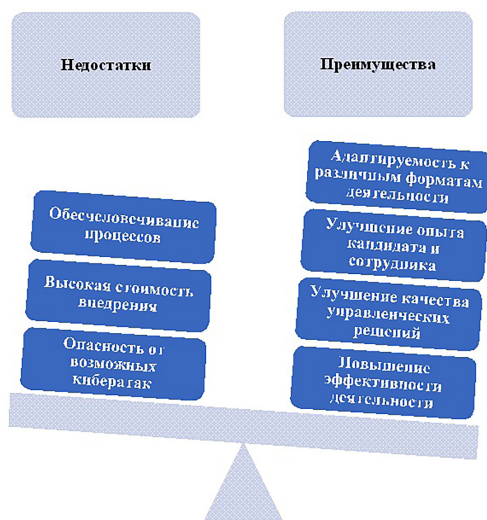 Недостатки
Преимущества
Обесчеловечивание
процессов
Высокая стоимость
внедрения
Опасность от
возможных
кибератак
Адаптируемость к
различным форматам
деятельности
Улучшение опыта
кандидата и
сотрудника
Улучшение качества
управленческих
решений
Повышение
эффективности
деятельности